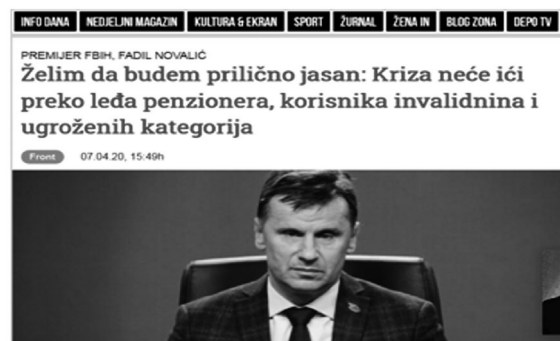 INFO DANA NEDJELJNI MAGAZIN KULTURA & EKRAN SPORT ŽURNAL ŽENA IN BLOG ZONA DEPO TV
PREMIJER FBIH, FADIL NOVALIĆ
Želim da budem prilično jasan: Kriza neće ići
preko leđa penzionera, korisnika invalidnina i
ugroženih kategorija
Front 07.04.20, 15:49h